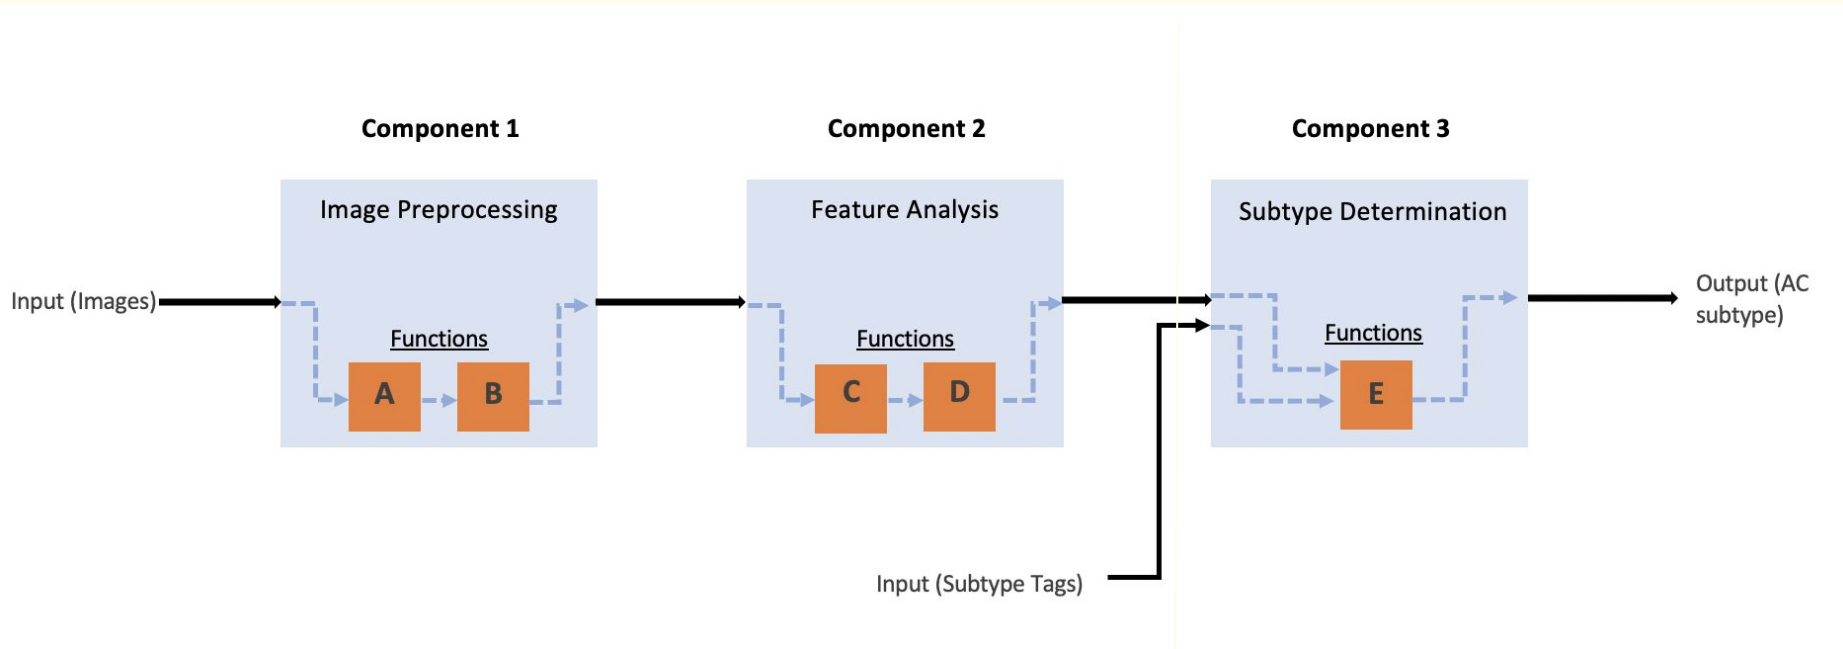 Component 1
Component 2
Component 3
Image Preprocessing
Feature Analysis
Subtype Determination
Input (Images)
Output (AC
subtype)
Functions
Functions
Functions
A
B
C
D
E
Input (Subtype Tags)